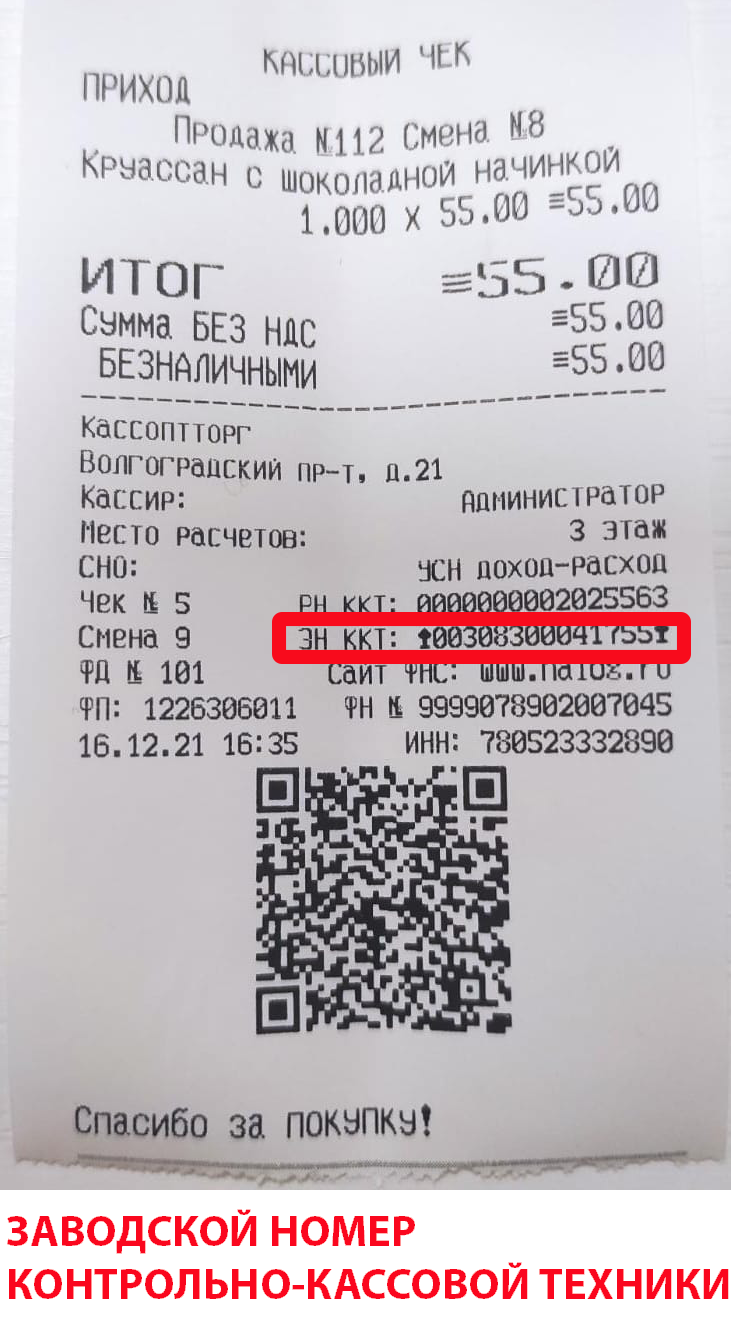 КАССОВЫЙ ЧЕК
ПРИХОД
Продажа №112 Смена №8
Круассан с шоколадной начинкой
1.000 X 55.00 ≡55.00
ИТОГ ≡55.00
Сумма БЕЗ НДС ≡55.00
БЕЗНАЛИЧНЫМИ ≡55.00
Кассоптторг
Волгоградский пр-т, д.21
Кассир: Администратор
Место расчетов: 3 этаж
СНО: УСН доход-расход
Чек № 5 РН ККТ: 0000000002025563
Смена 9 ЗН ККТ: 00308300041755
ФД № 101 Сайт ФНС: www.nalog.ru
ФП: 1226306011 ФН № 9999078902007045
16.12.21 16:35 ИНН: 780523332890
Спасибо за покупку!
ЗАВОДСКОЙ НОМЕР
КОНТРОЛЬНО-КАССОВОЙ ТЕХНИКИ